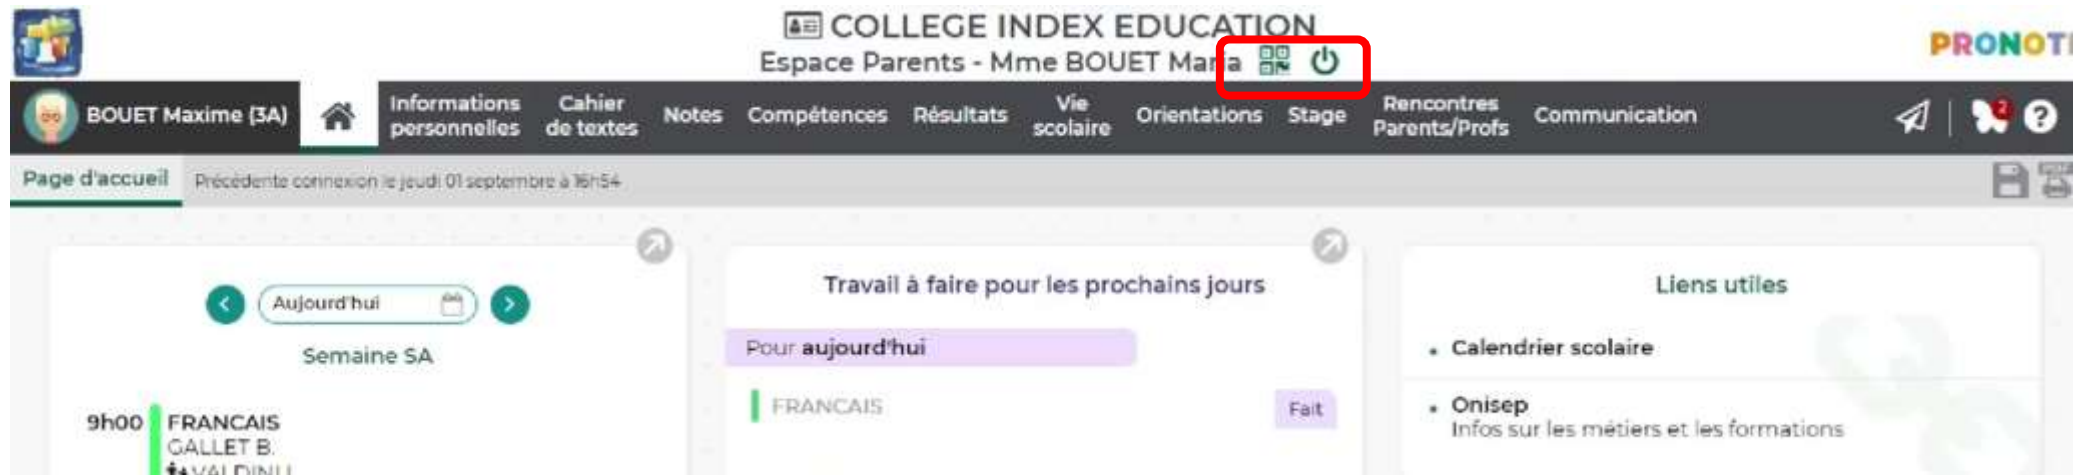 COLLEGE INDEX EDUCATION
Espace Parents - Mme BOUET Maria
PRONOT
BOUET Maxime (3A)
Informations personnelles
Cahier de textes
Notes
Compétences
Résultats
Vie scolaire
Orientations
Stage
Rencontres Parents/Profs
Communication
2
?
Page d'accueil
Précédente connexion le jeudi 01 septembre à 16h54
Aujourd'hui
Semaine SA
9h00
FRANCAIS
GALLET B.
Travail à faire pour les prochains jours
Pour aujourd'hui
FRANCAIS
Fait
Liens utiles
• Calendrier scolaire
• Onisep
Infos sur les métiers et les formations